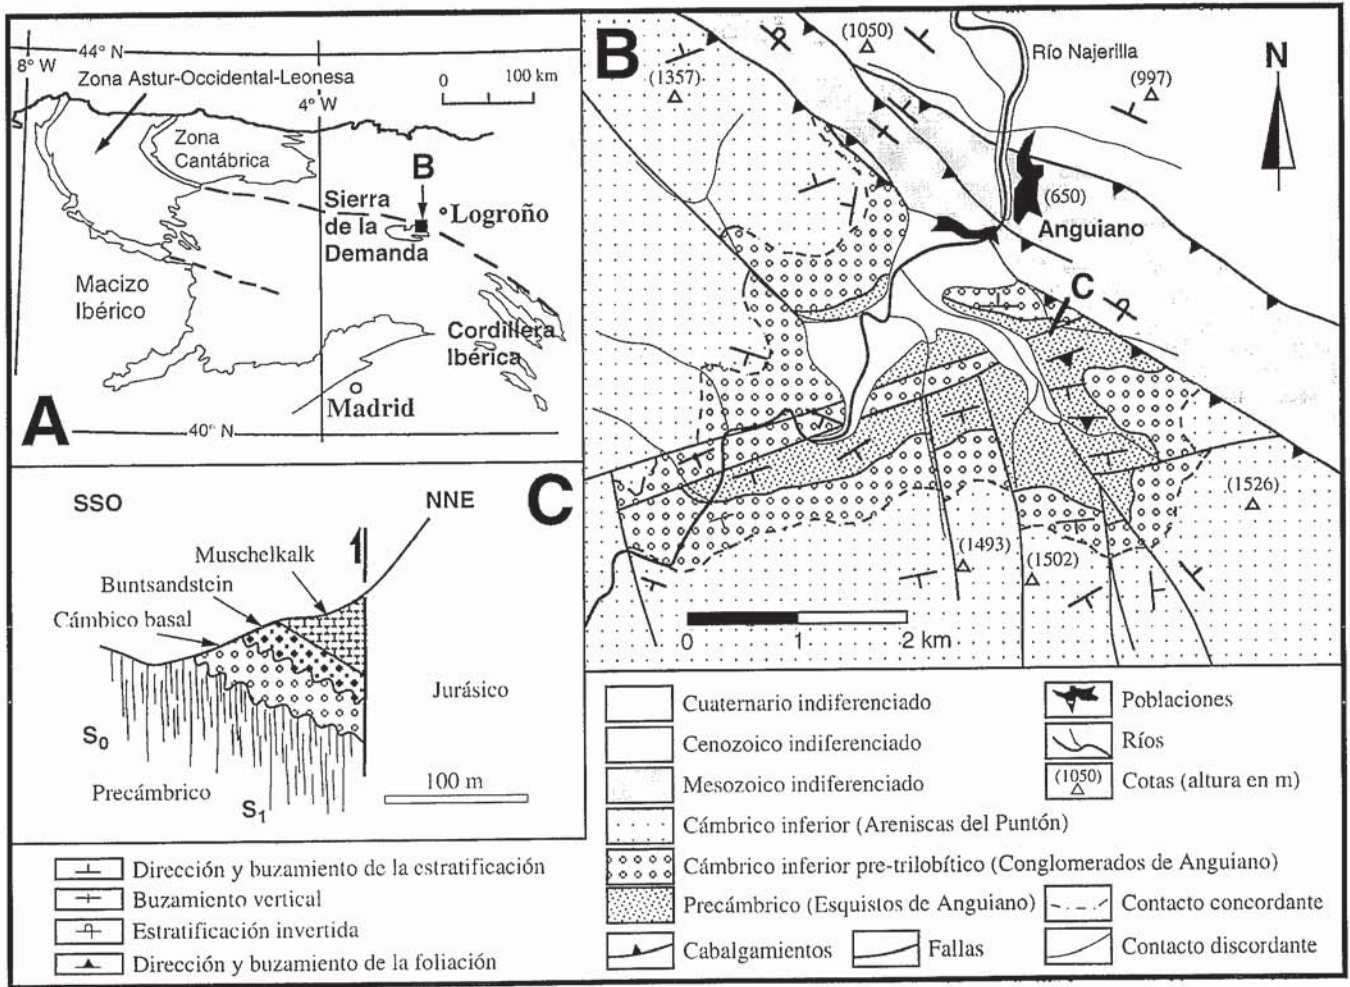 A
44° N
8° W
Zona Astur-Occidental-Leonesa
4° W
0 100 km
Zona
Cantábrica
B
Sierra
de la
Demanda
Logroño
Macizo
Ibérico
Cordillera
Ibérica
Madrid
40° N
B
(1050)
(1357)
Río Najerilla
(997)
N
(650)
Anguiano
C
(1526)
(1493)
(1502)
0 1 2 km
C
SSO
NNE
Muschelkalk
Buntsandstein
Cámbico basal
Jurásico
S0
Precámbrico
S1
100 m
Dirección y buzamiento de la estratificación
Buzamiento vertical
Estratificación invertida
Dirección y buzamiento de la foliación
Cuaternario indiferenciado
Cenozoico indiferenciado
Mesozoico indiferenciado
Cámbrico inferior (Areniscas del Puntón)
Cámbrico inferior pre-trilobítico (Conglomerados de Anguiano)
Precámbrico (Esquistos de Anguiano)
Cabalgamientos
Fallas
Poblaciones
Ríos
(1050)
Cotas (altura en m)
Contacto concordante
Contacto discordante